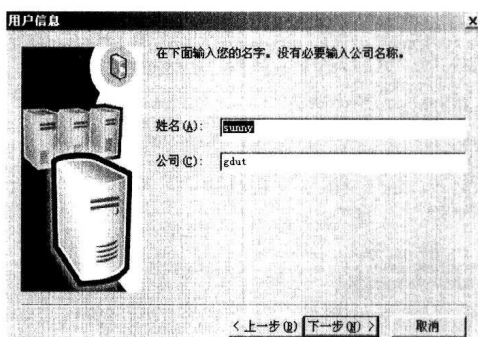 用户信息
在下面输入您的名字。没有必要输入公司名称。
姓名(A): sunny
公司(C): gdut
<上一步(B) 下一步(N)> 取消